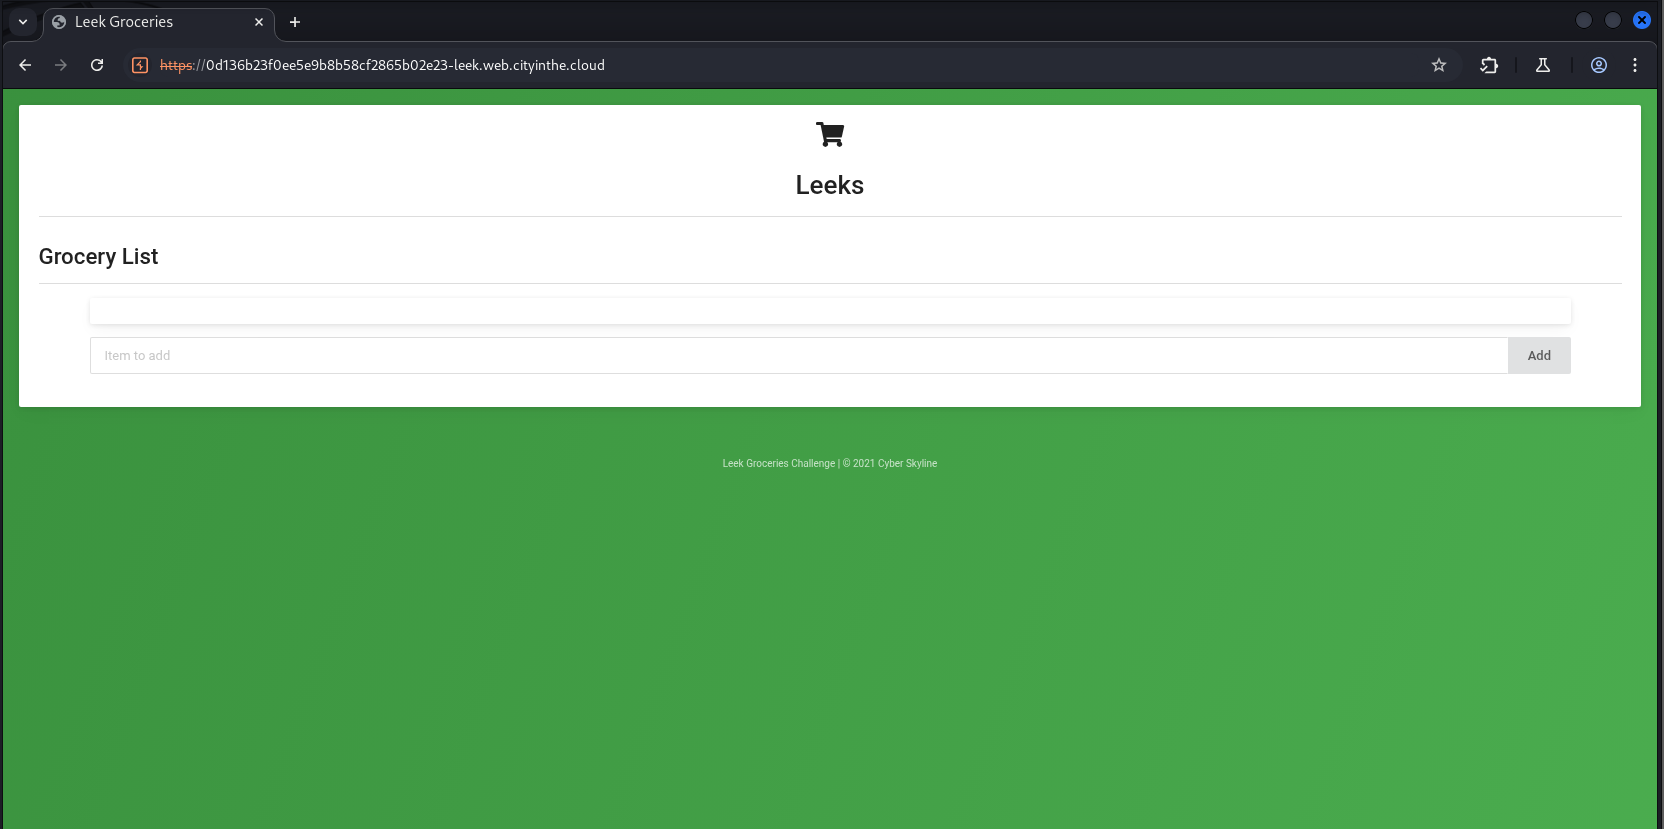 Leek Groceries
https://0d136b23f0ee5e9b8b58cf2865b02e23-leek.web.cityinthe.cloud
Leeks
Grocery List
Item to add
Add
Leek Groceries Challenge | © 2021 Cyber Skyline